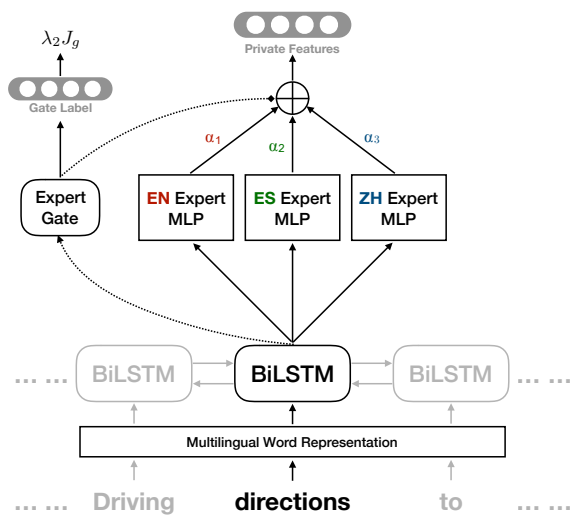 λ₂J_g
Private Features
Gate Label
α₁ α₂ α₃
Expert
Gate
EN Expert
MLP
ES Expert
MLP
ZH Expert
MLP
... ... BiLSTM BiLSTM BiLSTM ... ...
Multilingual Word Representation
... ... Driving directions to ... ...